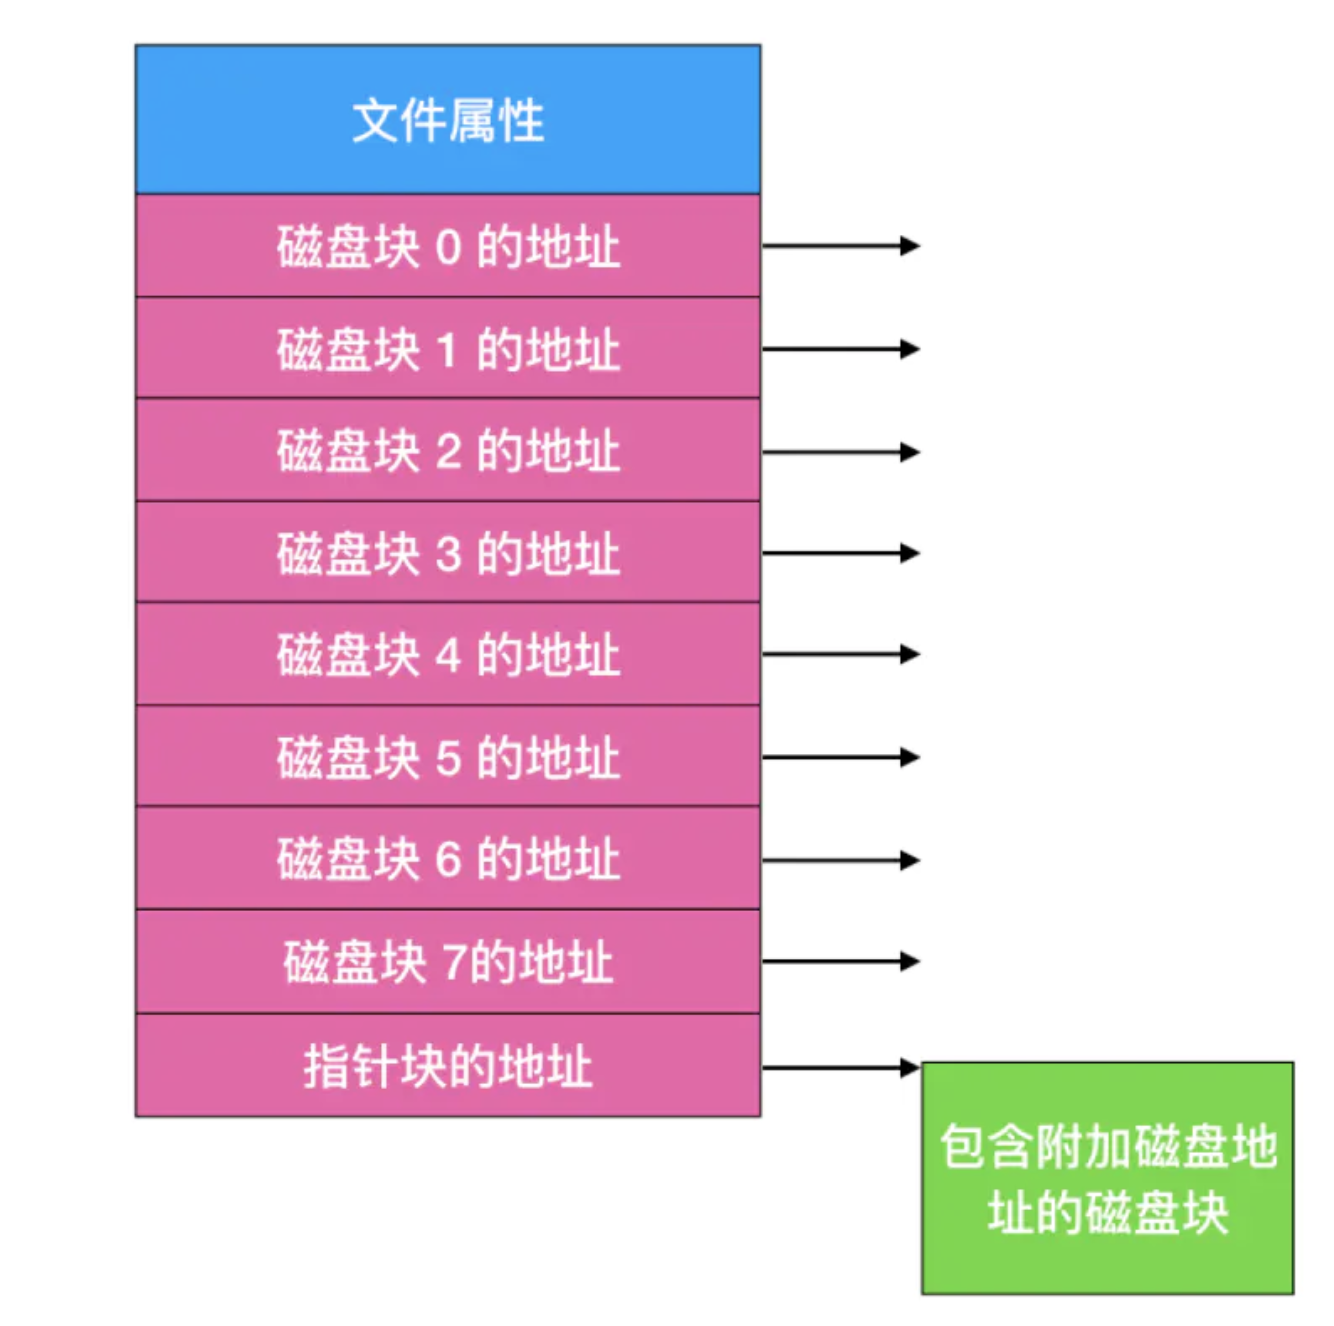 文件属性
磁盘块 0 的地址
磁盘块 1 的地址
磁盘块 2 的地址
磁盘块 3 的地址
磁盘块 4 的地址
磁盘块 5 的地址
磁盘块 6 的地址
磁盘块 7的地址
指针块的地址
包含附加磁盘地
址的磁盘块